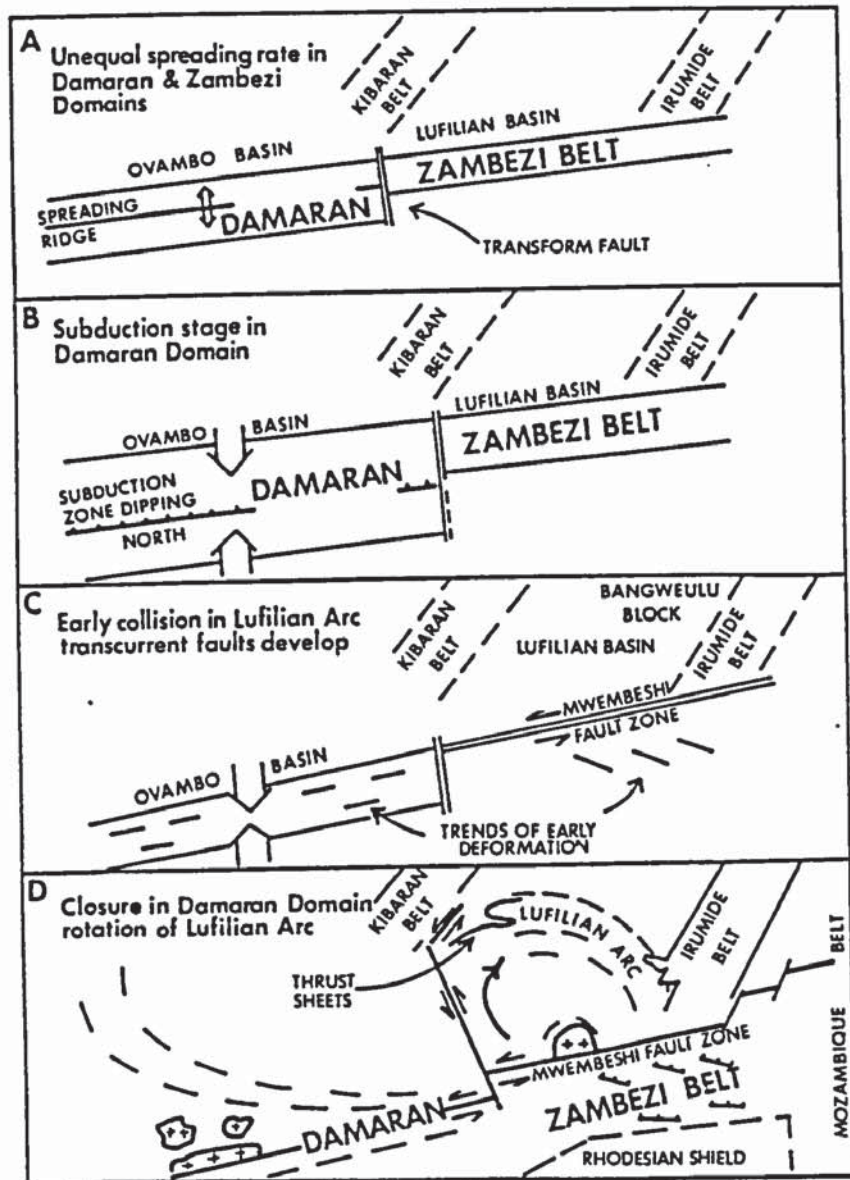 A
Unequal spreading rate in
Damaran & Zambezi
Domains
KIBARAN
BELT
IRUMIDE
BELT
LUFILIAN BASIN
OVAMBO BASIN
ZAMBEZI BELT
SPREADING
RIDGE
DAMARAN
TRANSFORM FAULT
B
Subduction stage in
Damaran Domain
KIBARAN
BELT
IRUMIDE
BELT
LUFILIAN BASIN
OVAMBO BASIN
ZAMBEZI BELT
SUBDUCTION
ZONE DIPPING
NORTH
DAMARAN
C
Early collision in Lufilian Arc
transcurrent faults develop
KIBARAN
BELT
BANGWEULU
BLOCK
LUFILIAN BASIN
IRUMIDE
BELT
MWEMBESHI
FAULT ZONE
OVAMBO BASIN
TRENDS OF EARLY
DEFORMATION
D
Closure in Damaran Domain
rotation of Lufilian Arc
KIBARAN
BELT
LUFILIAN ARC
IRUMIDE
BELT
THRUST
SHEETS
MOZAMBIQUE BELT
MWEMBESHI FAULT ZONE
DAMARAN
ZAMBEZI BELT
RHODESIAN SHIELD